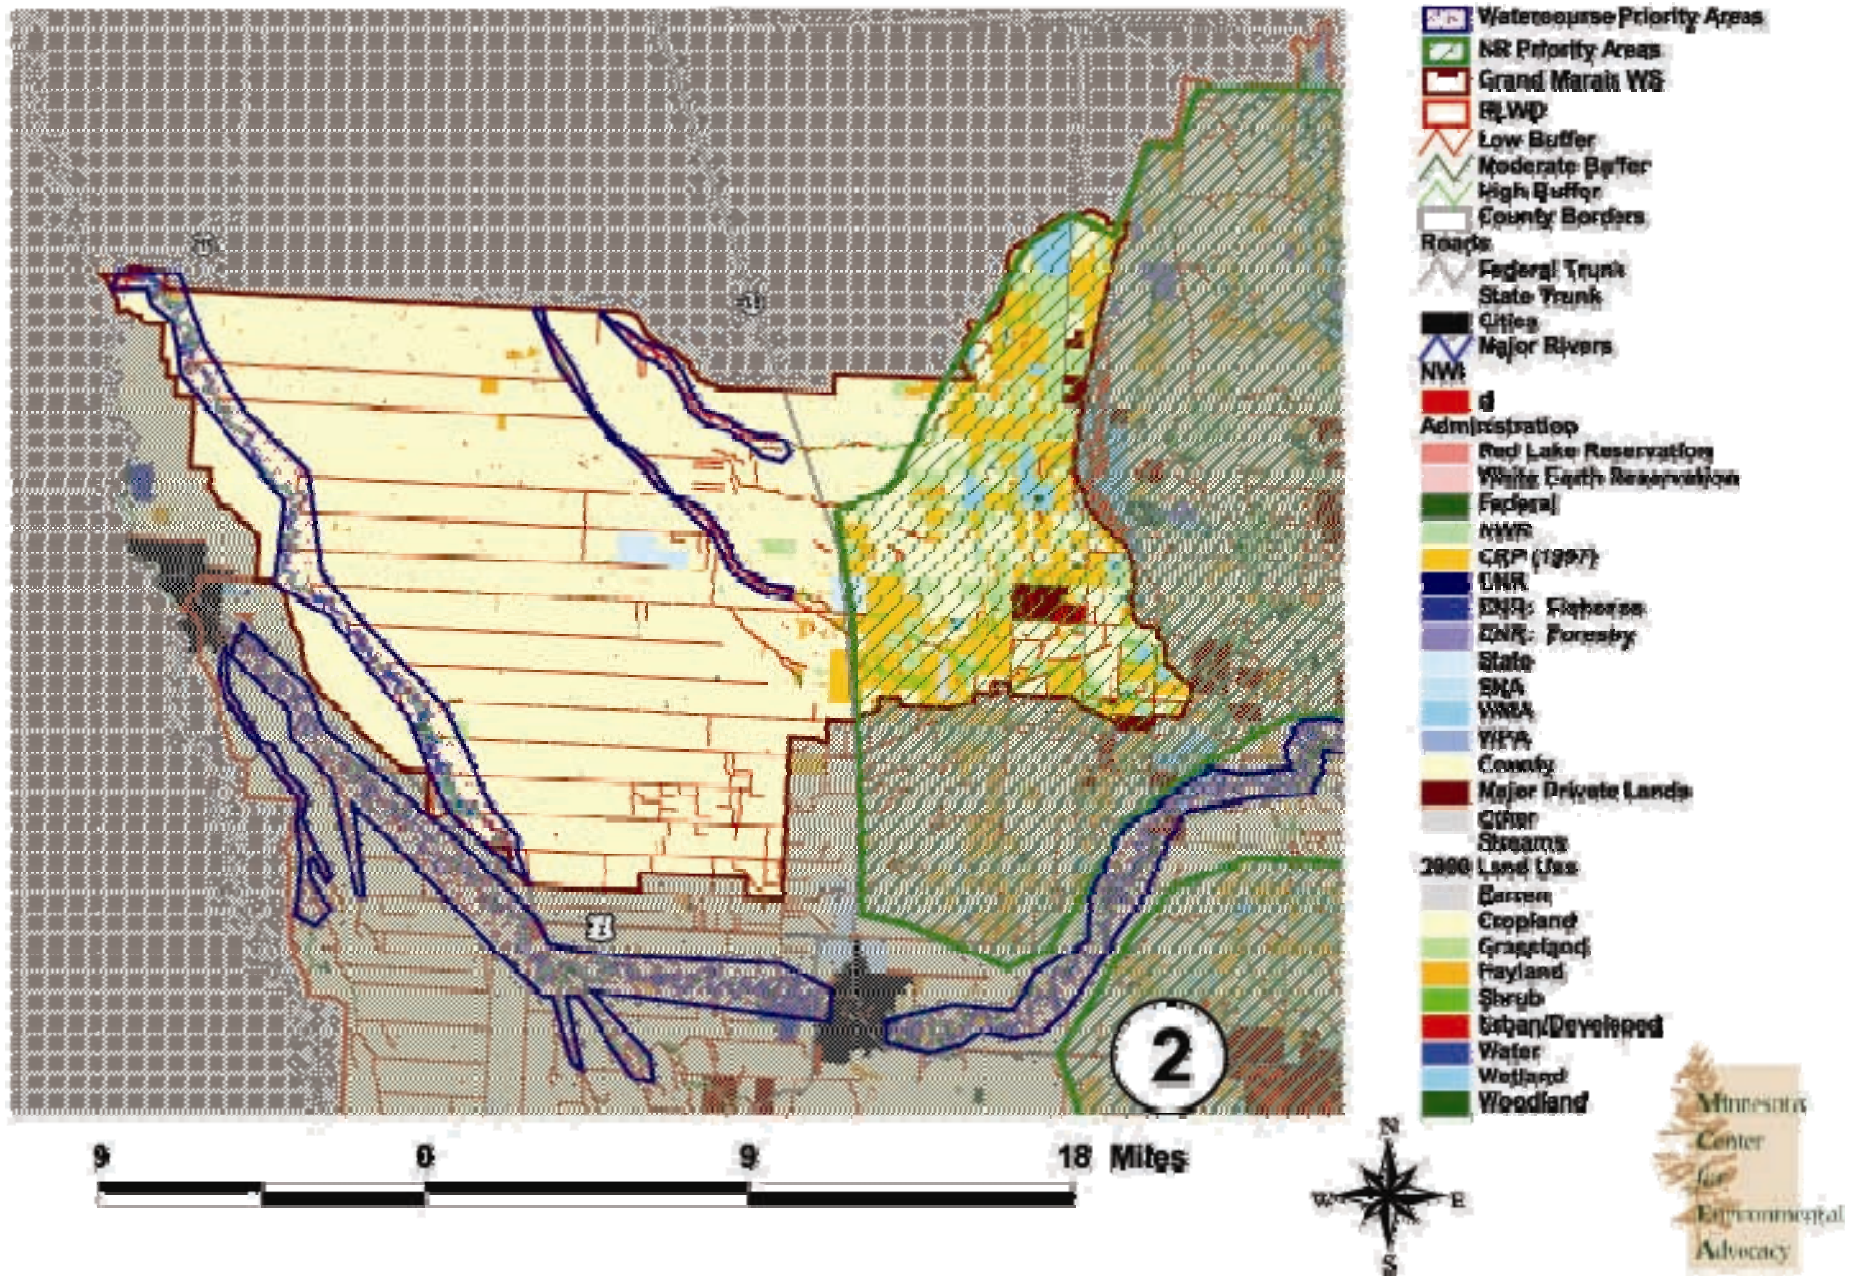 Watercourse Priority Areas
NR Priority Areas
Grand Marais WS
RLWD
Low Buffer
Moderate Buffer
High Buffer
County Borders
Roads
Federal Trunk
State Trunk
Cities
Major Rivers
NWI
Administration
Red Lake Reservation
White Earth Reservation
Federal
NWR
CRP (1997)
DNR
DNR: Fisheries
DNR: Forestry
State
SNA
WMA
WPA
County
Major Private Lands
Other
Streams
2000 Land Use
Barren
Cropland
Grassland
Hayland
Shrub
Urban/Developed
Water
Wetland
Woodland
2
9 0 9 18 Miles
N
W E
S
Minnesota
Center
for
Environmental
Advocacy